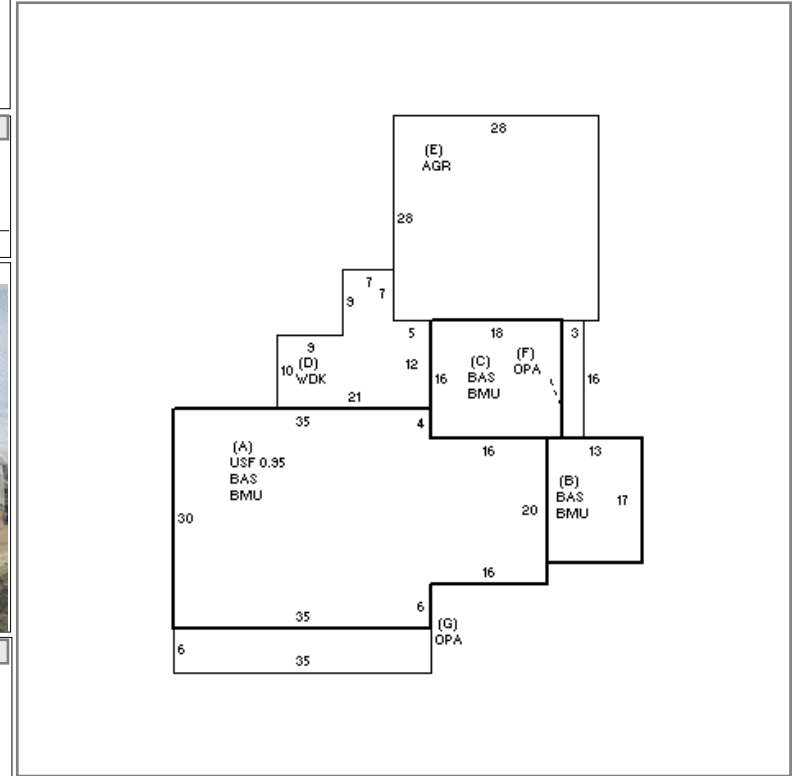 28
(E)
AGR
28
7
7
9
5
18
3
9
(D)
10
WDK
12
16
(C)
BAS
BMU
(F)
OPA
16
21
35
4
16
13
(A)
USF 0.95
BAS
BMU
(B)
BAS
BMU
17
30
20
16
35
6
(G)
OPA
6
35